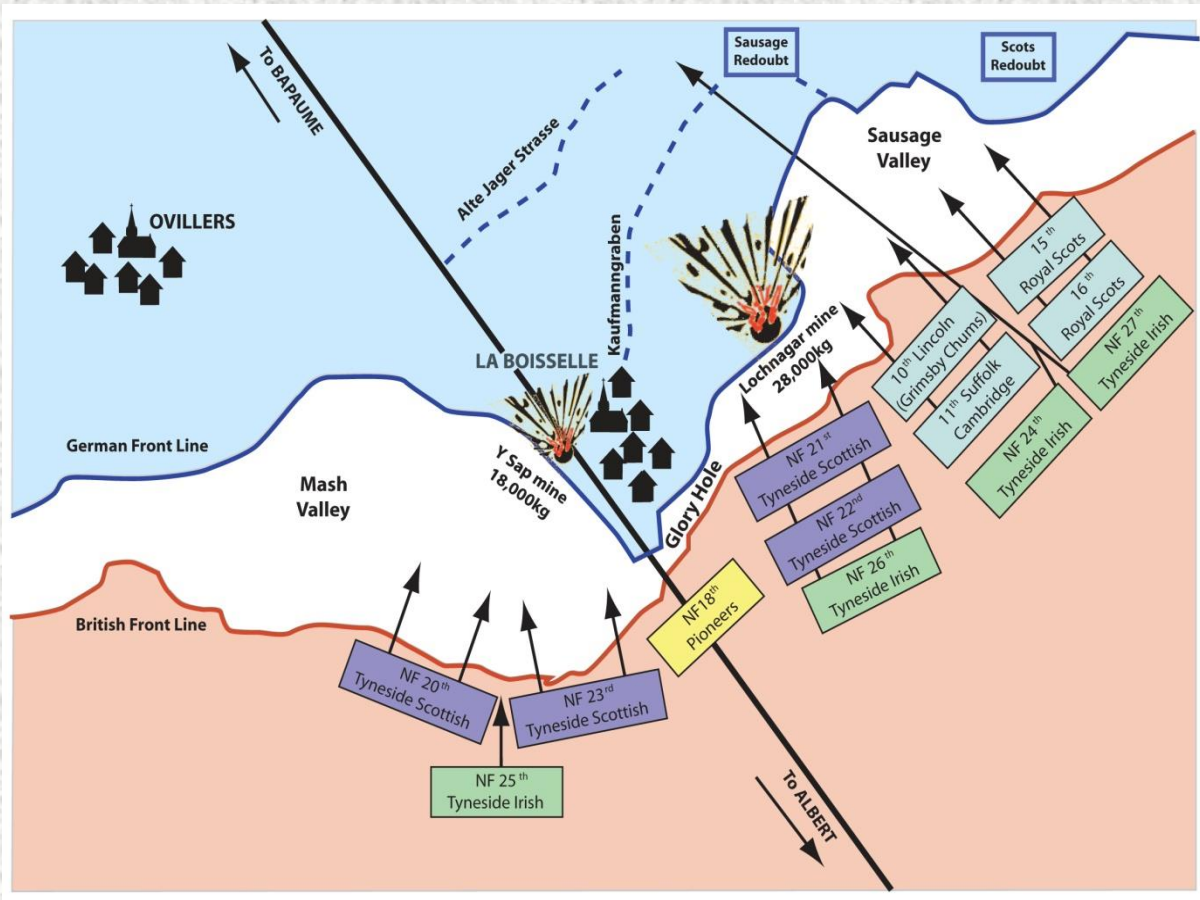 Sausage
Redoubt
Scots
Redoubt
To BAPAUME
Sausage
Valley
Alte Jager Strasse
OVILLERS
Kaufmanngraben
15th
Royal Scots
16th
Royal Scots
NF 27th
Tyneside Irish
10th Lincoln
(Grimsby Chums)
11th Suffolk
Cambridge
NF 24th
Tyneside Irish
LA BOISSELLE
Lochnagar mine
28,000kg
German Front Line
Mash
Valley
Y Sap mine
18,000kg
Glory Hole
NF 21st
Tyneside Scottish
NF 22nd
Tyneside Scottish
NF 26th
Tyneside Irish
British Front Line
NF18th
Pioneers
NF 20th
Tyneside Scottish
NF 23rd
Tyneside Scottish
NF 25th
Tyneside Irish
To ALBERT